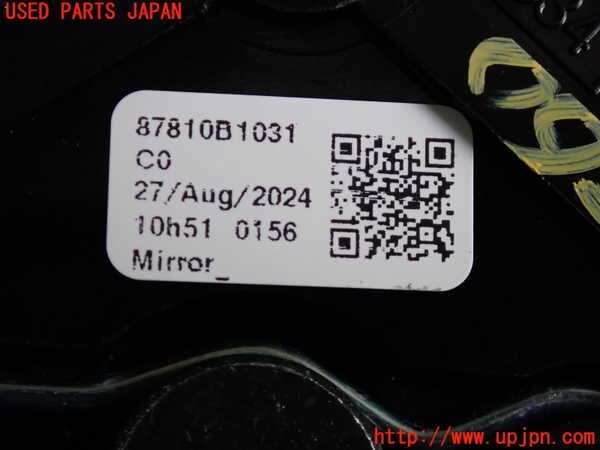 USED PARTS JAPAN
87810B1031
C0
27/Aug/2024
10h51 0156
Mirror_
http://www.upjpn.com/